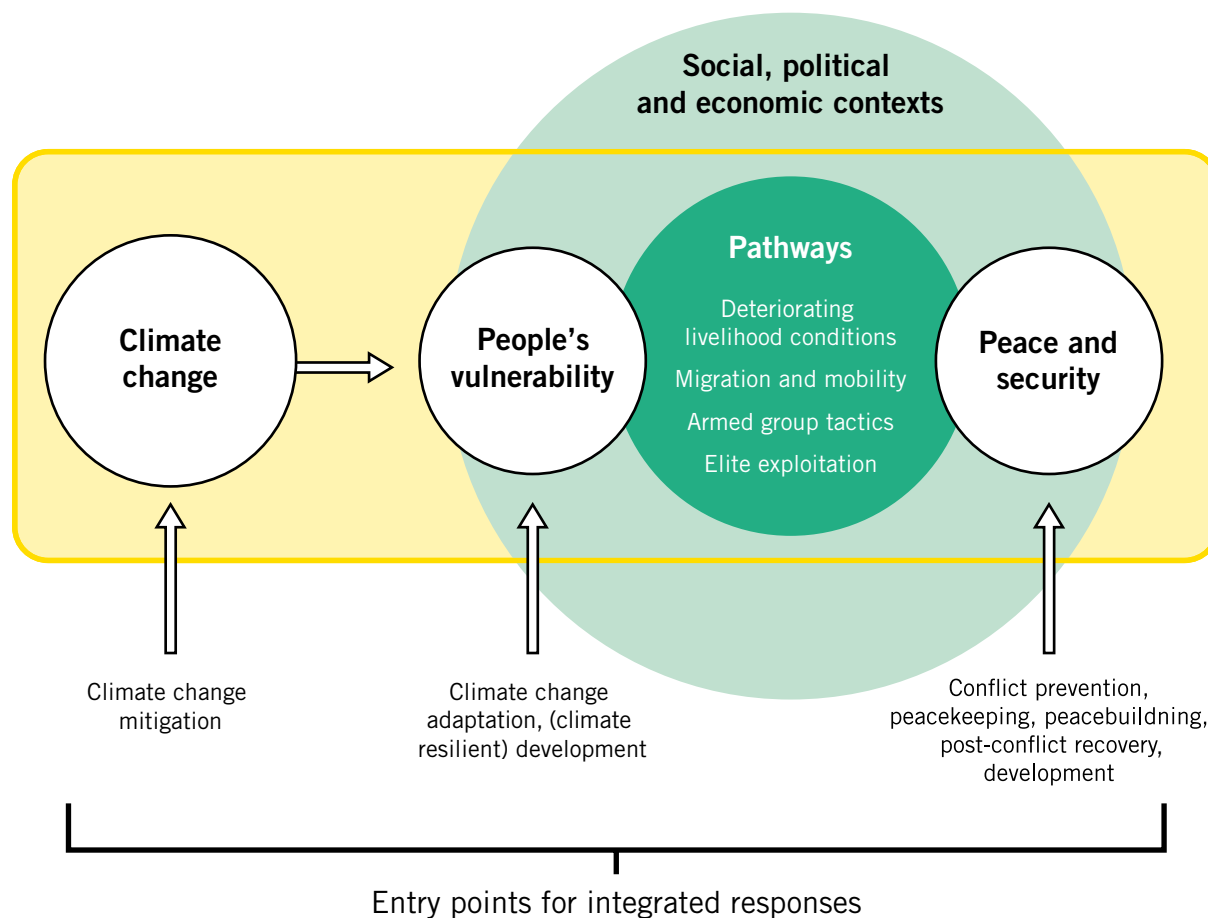 Social, political
and economic contexts
Climate
change
People's
vulnerability
Pathways
Deteriorating
livelihood conditions
Migration and mobility
Armed group tactics
Elite exploitation
Peace and
security
Climate change
mitigation
Climate change
adaptation, (climate
resilient) development
Conflict prevention,
peacekeeping, peacebuildning,
post-conflict recovery,
development
Entry points for integrated responses